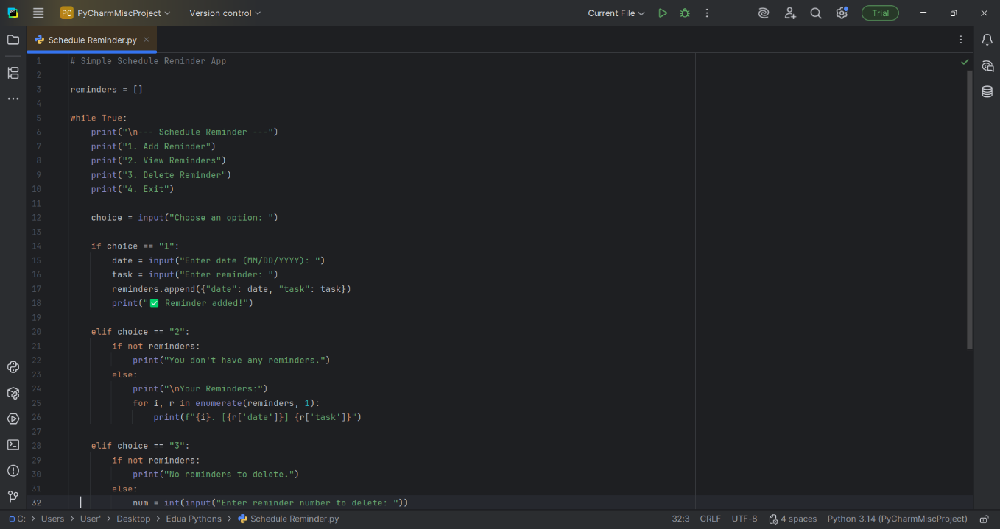 PC PyCharmMiscProject Version control Current File Trial
Schedule Reminder.py
1 # Simple Schedule Reminder App
2
3 reminders = []
4
5 while True:
6     print("\n--- Schedule Reminder ---")
7     print("1. Add Reminder")
8     print("2. View Reminders")
9     print("3. Delete Reminder")
10     print("4. Exit")
11
12     choice = input("Choose an option: ")
13
14     if choice == "1":
15         date = input("Enter date (MM/DD/YYYY): ")
16         task = input("Enter reminder: ")
17         reminders.append({"date": date, "task": task})
18         print("✅ Reminder added!")
19
20     elif choice == "2":
21         if not reminders:
22             print("You don't have any reminders.")
23         else:
24             print("\nYour Reminders:")
25             for i, r in enumerate(reminders, 1):
26                 print(f"{i}. [{r['date']}] {r['task']}")
27
28     elif choice == "3":
29         if not reminders:
30             print("No reminders to delete.")
31         else:
32             num = int(input("Enter reminder number to delete: "))
C: > Users > User' > Desktop > Edua Pythons > Schedule Reminder.py 32:3 CRLF UTF-8 4 spaces Python 3.14 (PyCharmMiscProject)